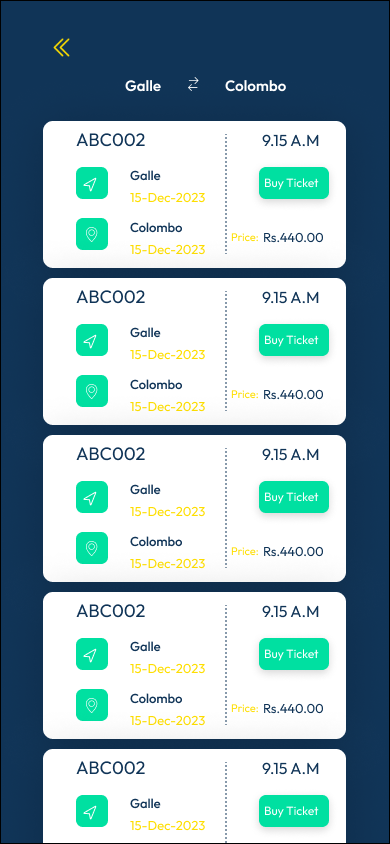 Galle Colombo
ABC002 9.15 A.M
Galle
15-Dec-2023
Buy Ticket
Colombo
15-Dec-2023
Price: Rs.440.00
ABC002 9.15 A.M
Galle
15-Dec-2023
Buy Ticket
Colombo
15-Dec-2023
Price: Rs.440.00
ABC002 9.15 A.M
Galle
15-Dec-2023
Buy Ticket
Colombo
15-Dec-2023
Price: Rs.440.00
ABC002 9.15 A.M
Galle
15-Dec-2023
Buy Ticket
Colombo
15-Dec-2023
Price: Rs.440.00
ABC002 9.15 A.M
Galle
15-Dec-2023
Buy Ticket